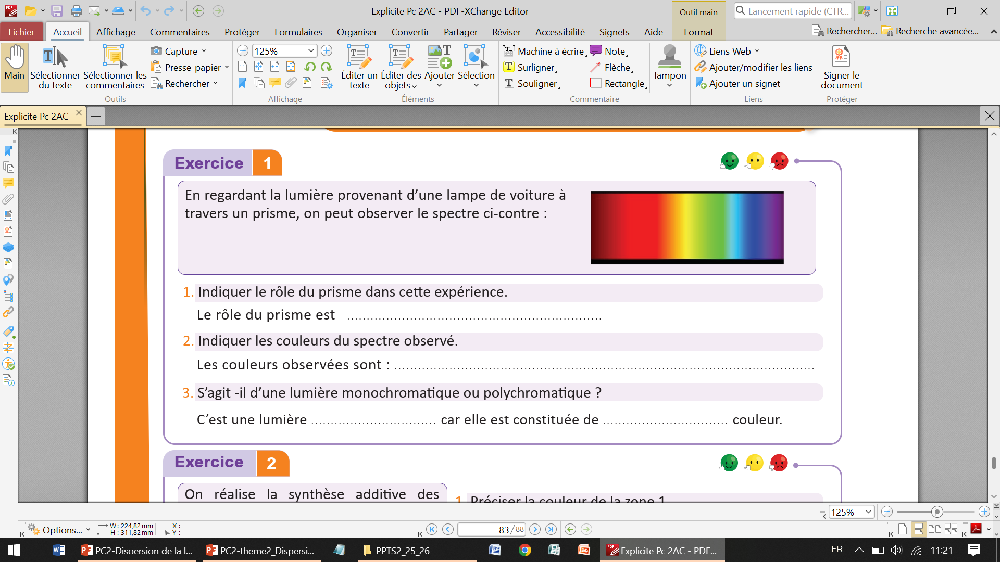 Explicite Pc 2AC - PDF-XChange Editor
Outil main
Lancement rapide (CTR...
Fichier Accueil Affichage Commentaires Protéger Formulaires Organiser Convertir Partager Réviser Accessibilité Signets Aide Format
Rechercher... Recherche avancée...
Main
Sélectionner du texte
Sélectionner les commentaires
Capture
Presse-papier
Rechercher
Outils
125%
Affichage
Éditer un texte
Éditer des objets
Ajouter
Sélection
Éléments
Machine à écrire
Surligner
Souligner
Note
Flèche
Rectangle
Commentaire
Tampon
Liens Web
Ajouter/modifier les liens
Ajouter un signet
Liens
Signer le document
Protéger
Explicite Pc 2AC
Exercice 1
En regardant la lumière provenant d’une lampe de voiture à
travers un prisme, on peut observer le spectre ci-contre :
1. Indiquer le rôle du prisme dans cette expérience.
Le rôle du prisme est ................................................................
2. Indiquer les couleurs du spectre observé.
Les couleurs observées sont : ..........................................................................................................
3. S’agit -il d’une lumière monochromatique ou polychromatique ?
C’est une lumière ................................ car elle est constituée de ................................ couleur.
Exercice 2
On réalise la synthèse additive des
1. Préciser la couleur de la zone 1
125%
Options...
W : 224,82 mm
H : 311,82 mm
X :
Y :
83 / 88
PC2-Disoersion de la l...
PC2-theme2_Dispersi...
PPTS2_25_26
Explicite Pc 2AC - PDF...
FR
11:21